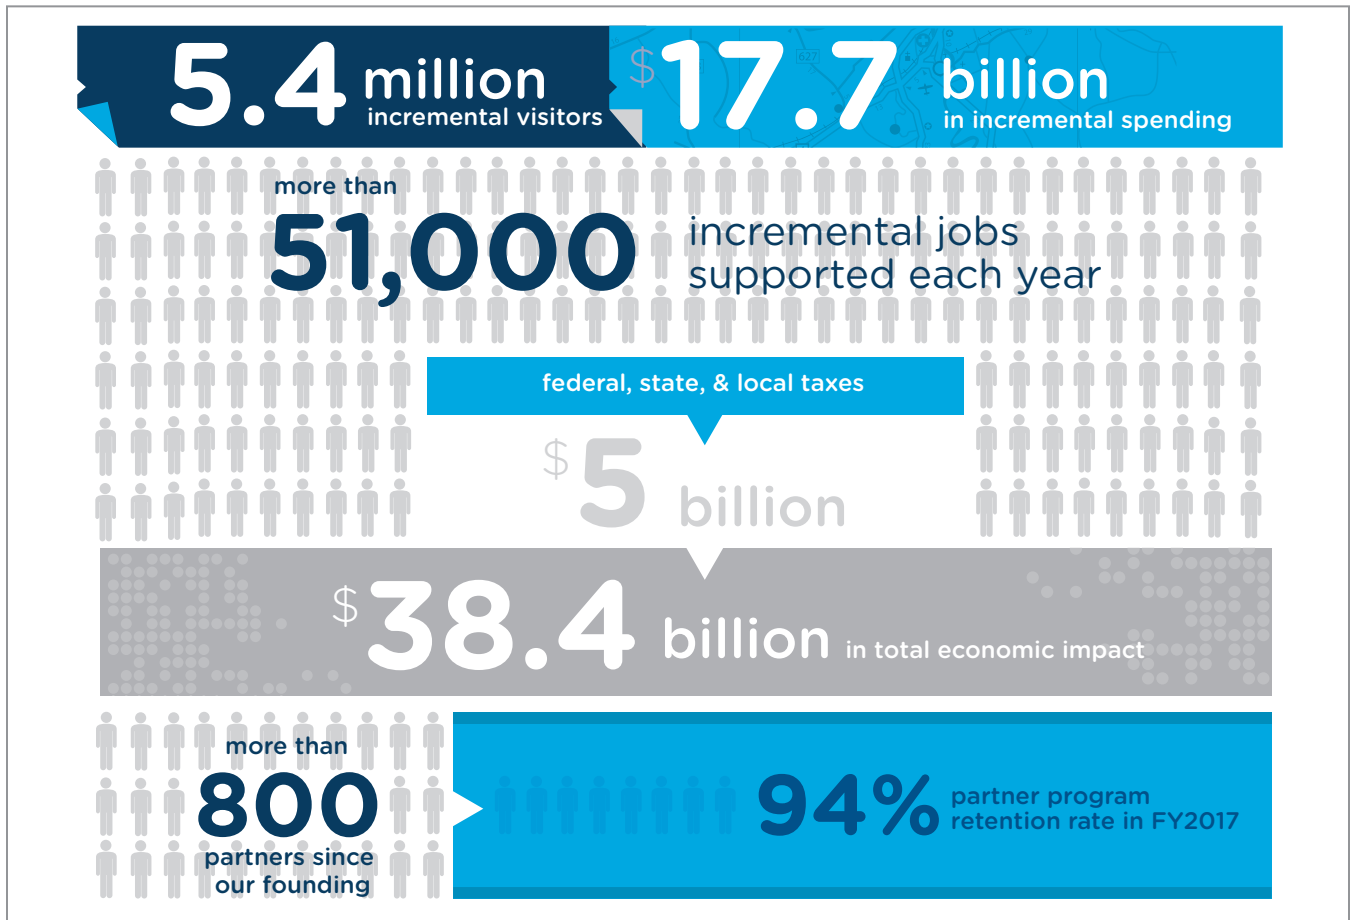 5.4 million
incremental visitors
$17.7 billion
in incremental spending
627
more than
51,000
incremental jobs
supported each year
federal, state, & local taxes
$5 billion
$38.4 billion in total economic impact
more than
800
partners since
our founding
94%
partner program
retention rate in FY2017